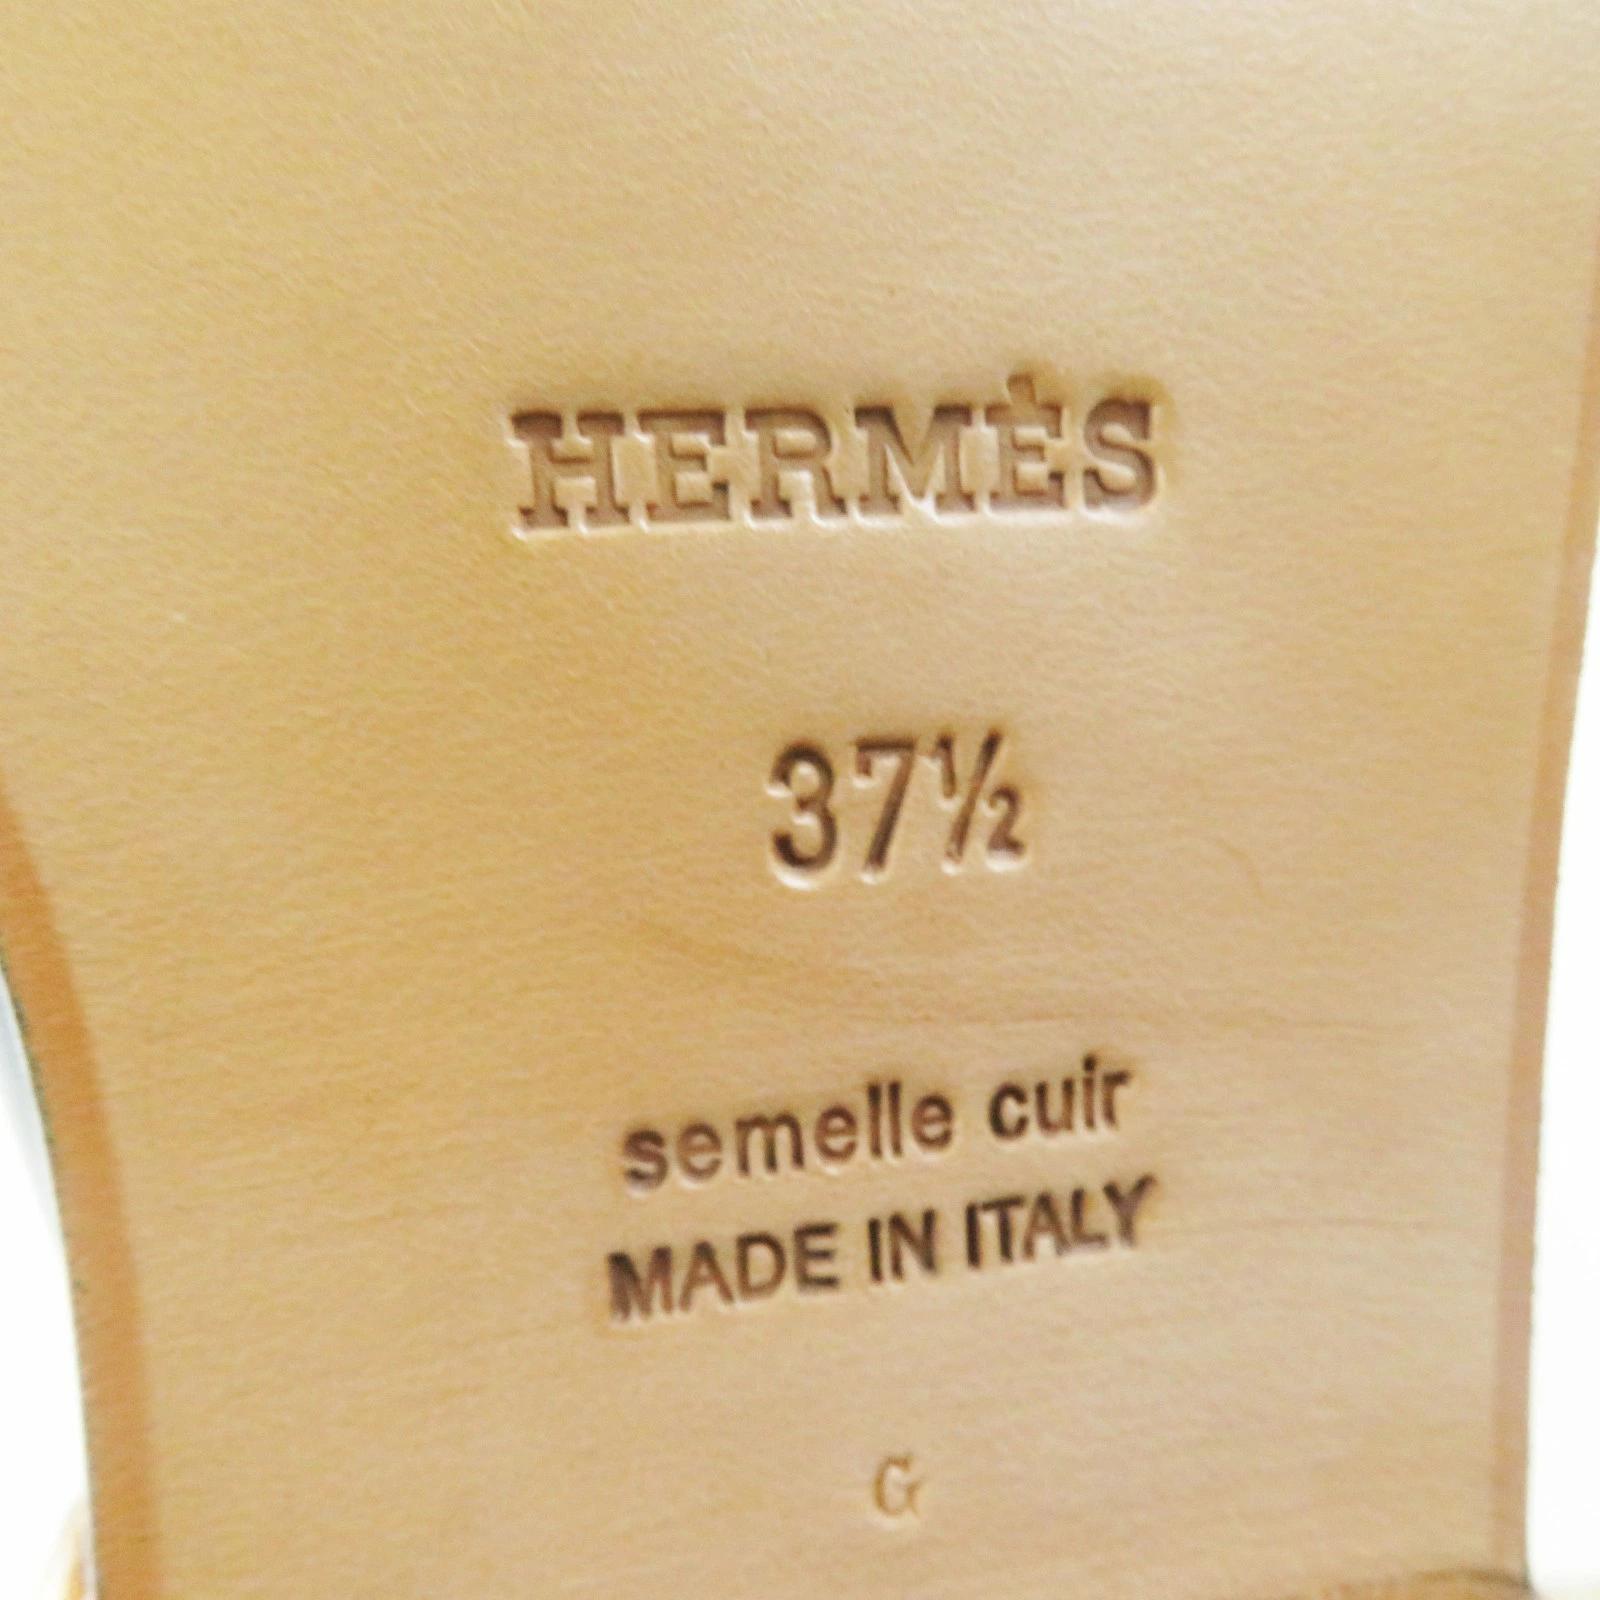 HERMÈS
37½
semelle cuir
MADE IN ITALY
G